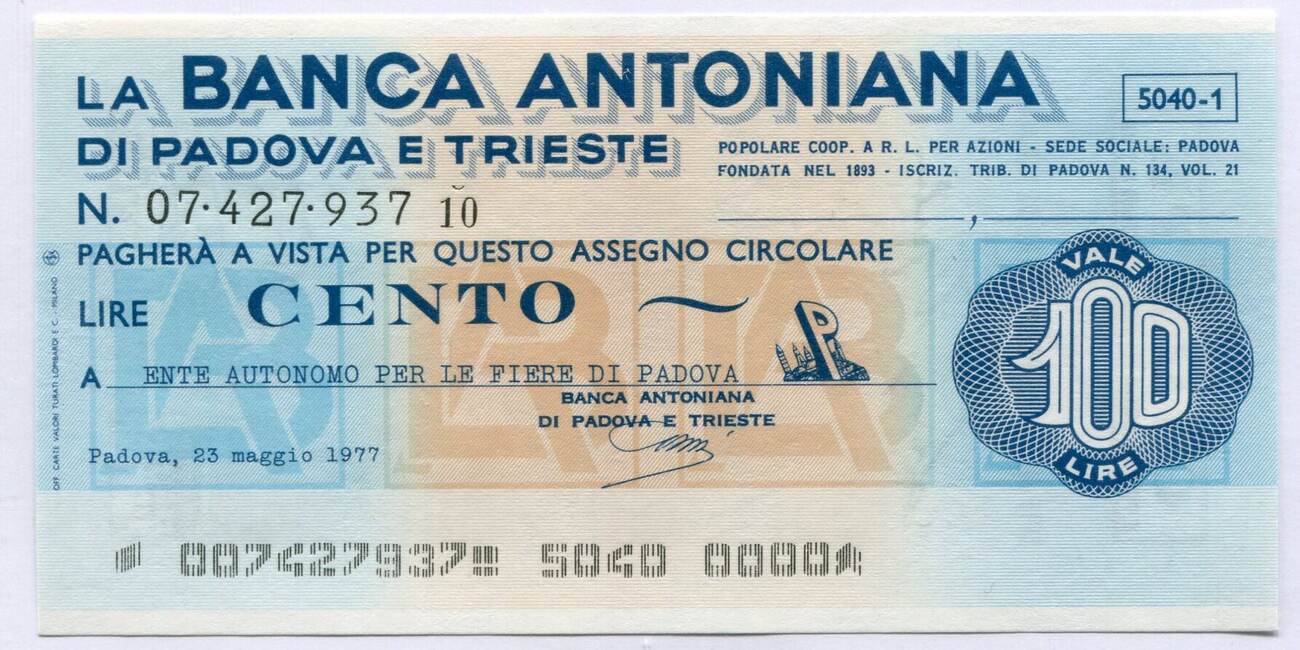 LA BANCA ANTONIANA
DI PADOVA E TRIESTE
5040-1
POPOLARE COOP. A R. L. PER AZIONI - SEDE SOCIALE: PADOVA
FONDATA NEL 1893 - ISCRIZ. TRIB. DI PADOVA N. 134, VOL. 21
N. 07·427·937 10
PAGHERÀ A VISTA PER QUESTO ASSEGNO CIRCOLARE
LIRE CENTO
A ENTE AUTONOMO PER LE FIERE DI PADOVA
P
BANCA ANTONIANA
DI PADOVA E TRIESTE
Padova, 23 maggio 1977
VALE
100
LIRE
OFF. CARTE VALORI TURATI LOMBARDI E C. - MILANO
007427937 5040 00004